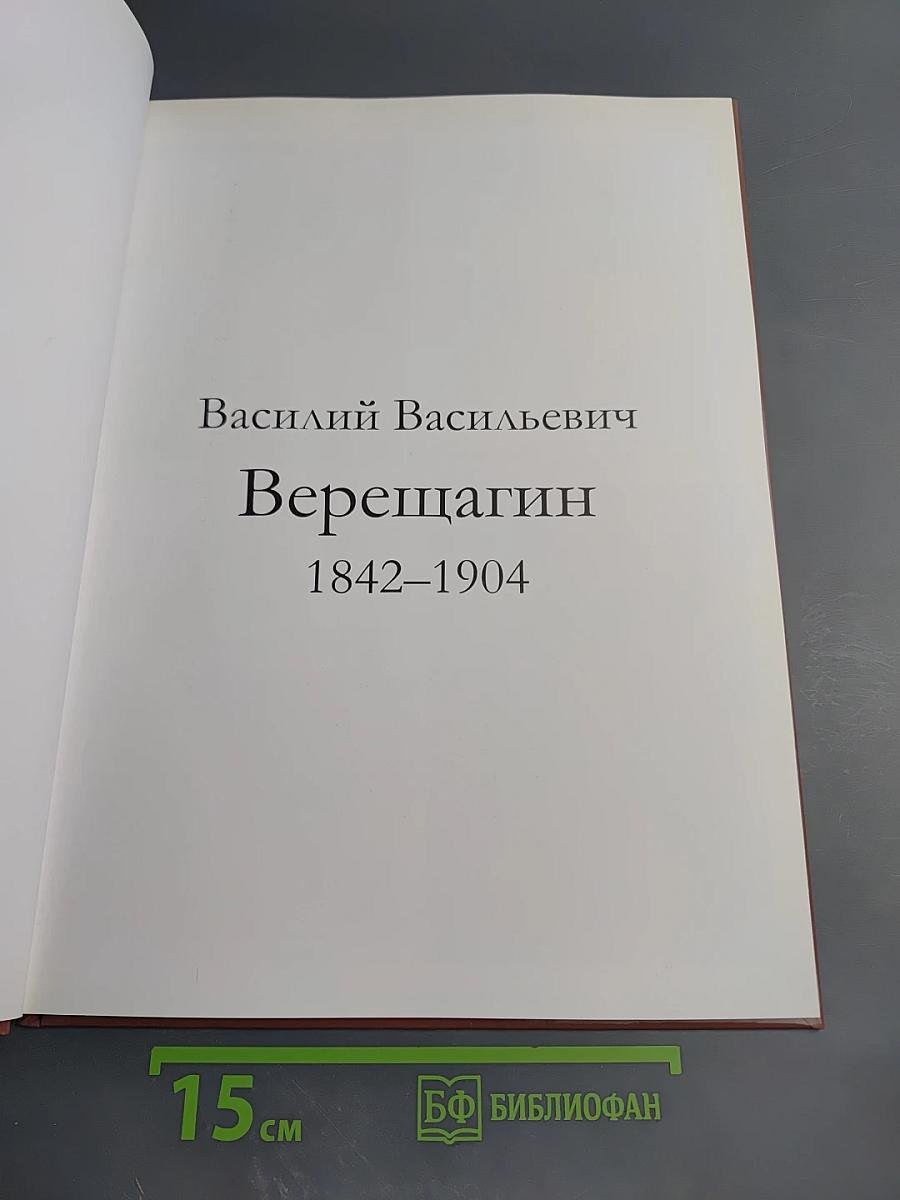 Василий Васильевич
Верещагин
1842–1904
15 см
БФ БИБЛИОФАН